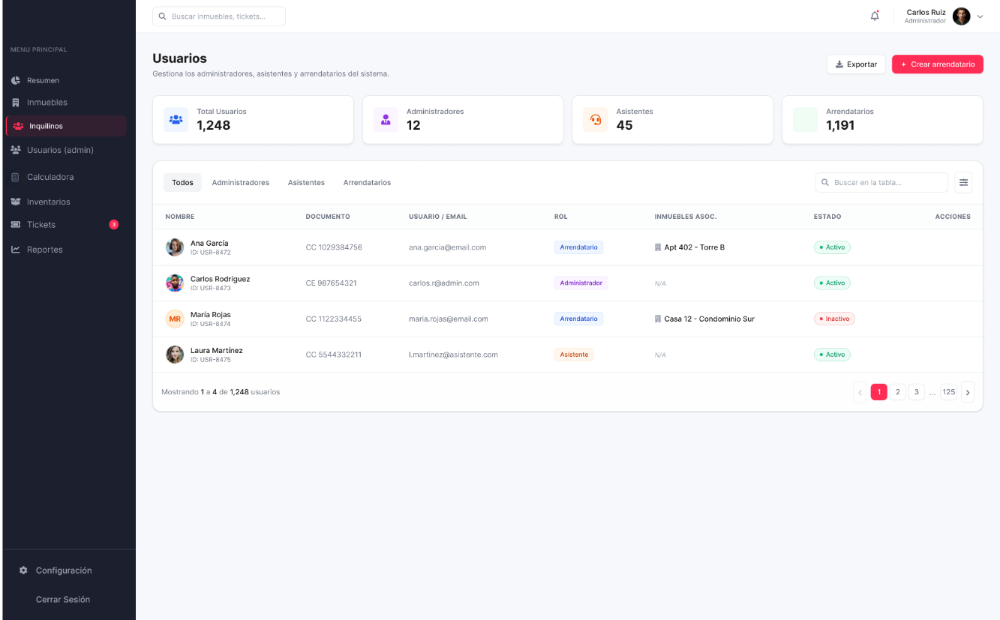 Buscar inmuebles, tickets...
Carlos Ruiz
Administrador
MENU PRINCIPAL
Resumen
Inmuebles
Inquilinos
Usuarios (admin)
Calculadora
Inventarios
Tickets 3
Reportes
Configuración
Cerrar Sesión
Usuarios
Gestiona los administradores, asistentes y arrendatarios del sistema.
Exportar
+ Crear arrendatario
Total Usuarios
1,248
Administradores
12
Asistentes
45
Arrendatarios
1,191
Todos Administradores Asistentes Arrendatarios
Buscar en la tabla...
NOMBRE DOCUMENTO USUARIO / EMAIL ROL INMUEBLES ASOC. ESTADO ACCIONES
Ana García
ID: USR-8472
CC 1029384756 ana.garcia@email.com Arrendatario Apt 402 - Torre B Activo
Carlos Rodríguez
ID: USR-8473
CE 987654321 carlos.r@admin.com Administrador N/A Activo
MR
María Rojas
ID: USR-8474
CC 1122334455 maria.rojas@email.com Arrendatario Casa 12 - Condominio Sur Inactivo
Laura Martínez
ID: USR-8475
CC 5544332211 l.martinez@asistente.com Asistente N/A Activo
Mostrando 1 a 4 de 1,248 usuarios
1 2 3 ... 125